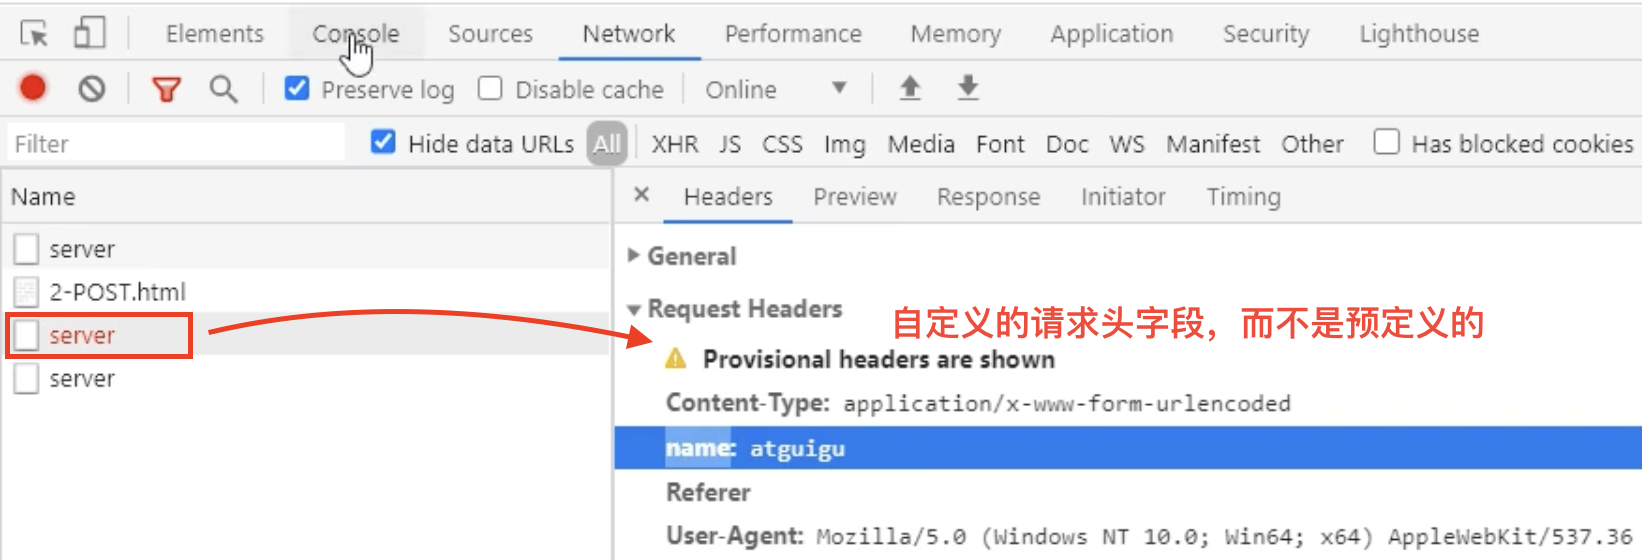 Elements Console Sources Network Performance Memory Application Security Lighthouse
Preserve log Disable cache Online
Filter Hide data URLs All XHR JS CSS Img Media Font Doc WS Manifest Other Has blocked cookies
Name
Headers Preview Response Initiator Timing
server
2-POST.html
server
server
General
Request Headers
自定义的请求头字段，而不是预定义的
Provisional headers are shown
Content-Type: application/x-www-form-urlencoded
name: atguigu
Referer
User-Agent: Mozilla/5.0 (Windows NT 10.0; Win64; x64) AppleWebKit/537.36